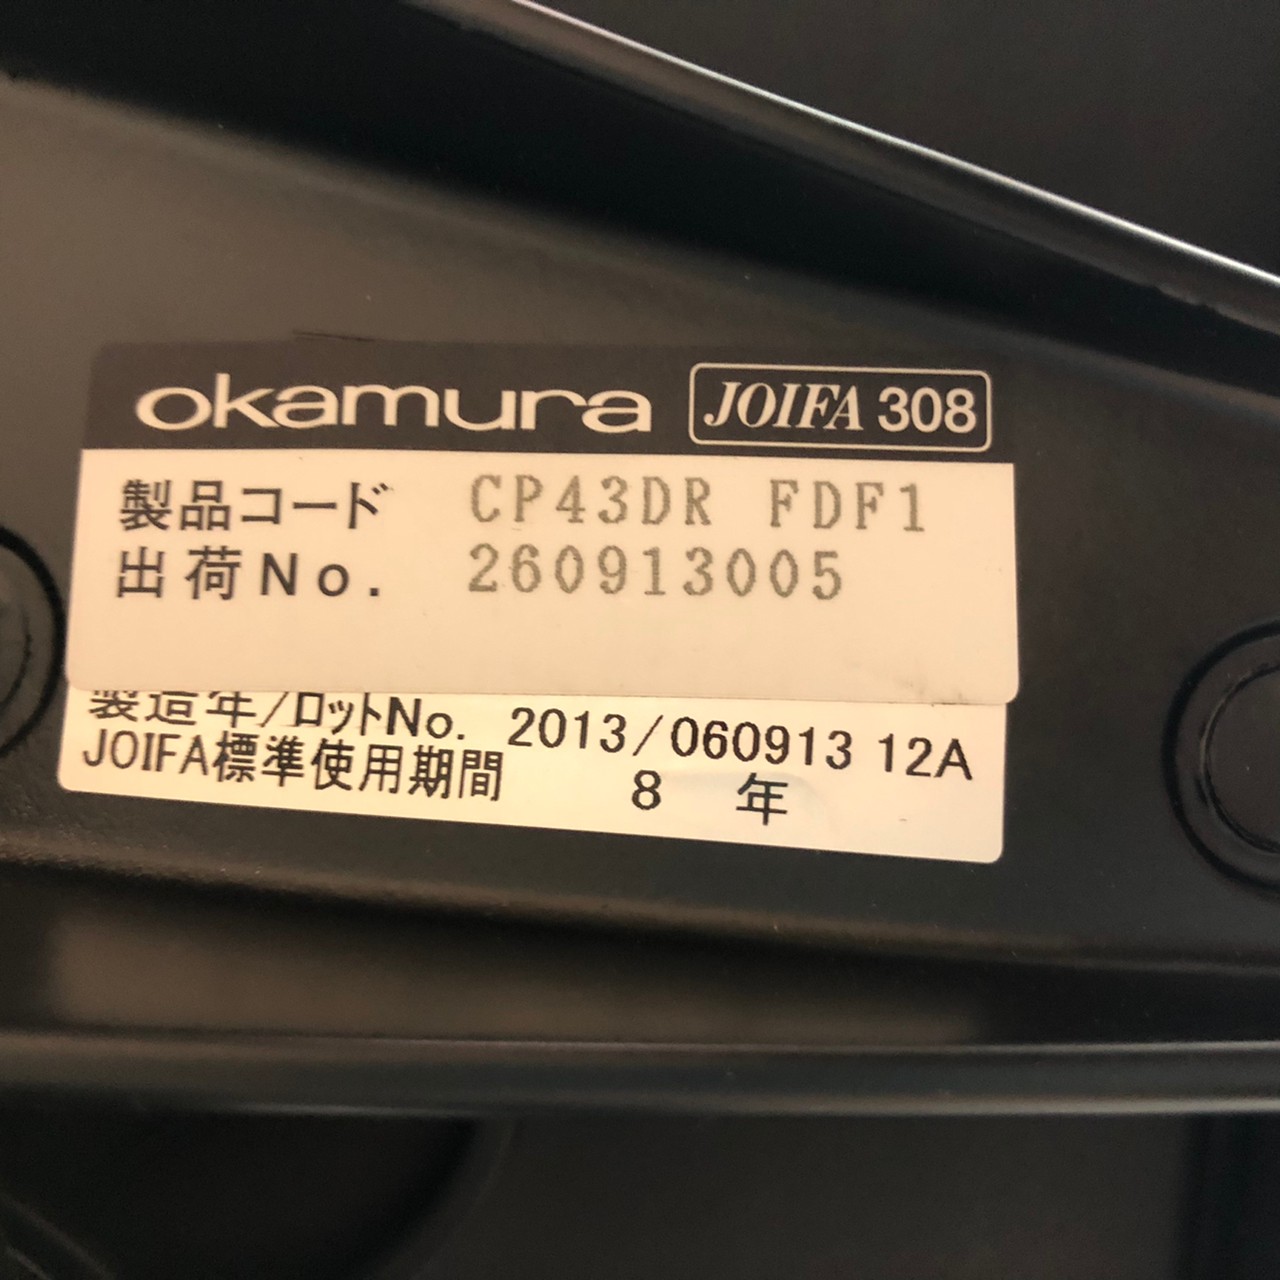 okamura JOIFA 308
製品コード CP43DR FDF1
出荷No. 260913005
製造年/ロットNo. 2013/060913 12A
JOIFA標準使用期間 8 年